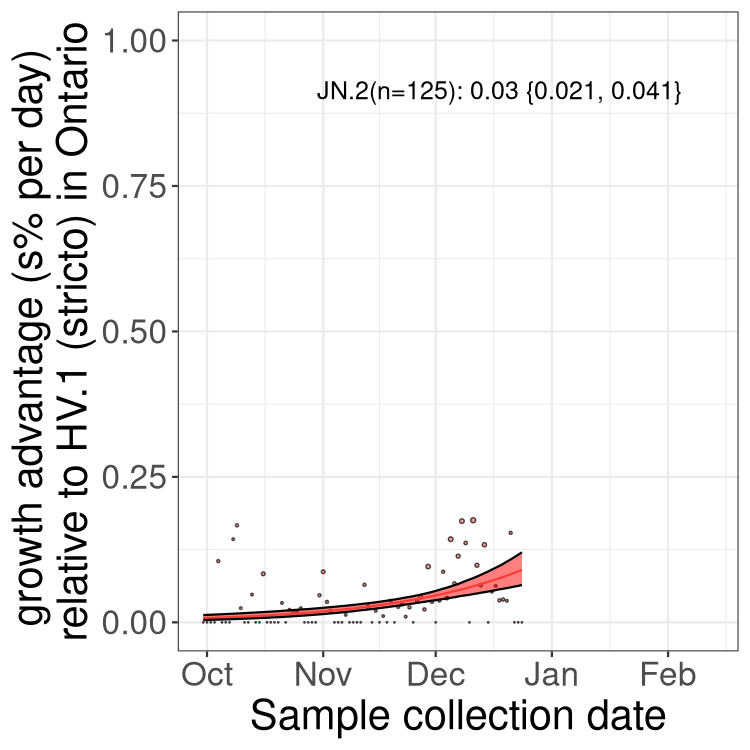 growth advantage (s% per day)
relative to HV.1 (stricto) in Ontario
1.00
0.75
0.50
0.25
0.00
JN.2(n=125): 0.03 {0.021, 0.041}
Oct
Nov
Dec
Jan
Feb
Sample collection date